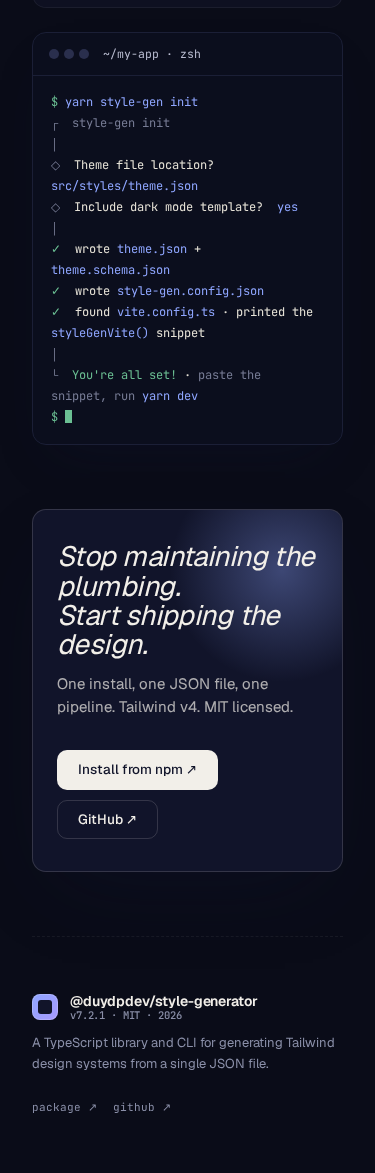 ~/my-app · zsh
$ yarn style-gen init
┌  style-gen init
│
◇  Theme file location?
src/styles/theme.json
◇  Include dark mode template?  yes
│
✓  wrote theme.json +
theme.schema.json
✓  wrote style-gen.config.json
✓  found vite.config.ts · printed the
styleGenVite() snippet
│
└  You're all set! · paste the
snippet, run yarn dev
$
Stop maintaining the
plumbing.
Start shipping the
design.
One install, one JSON file, one
pipeline. Tailwind v4. MIT licensed.
Install from npm ↗
GitHub ↗
@duydpdev/style-generator
v7.2.1 · MIT · 2026
A TypeScript library and CLI for generating Tailwind
design systems from a single JSON file.
package ↗  github ↗